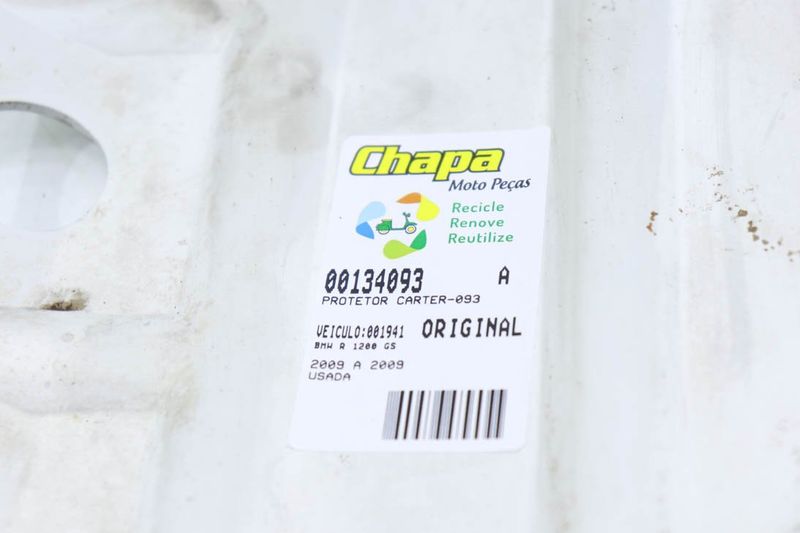 Chapa
Moto Peças
Recicle
Renove
Reutilize
00134093 A
PROTETOR CARTER-093
VEICULO:001941 ORIGINAL
BMW R 1200 GS
2009 A 2009
USADA